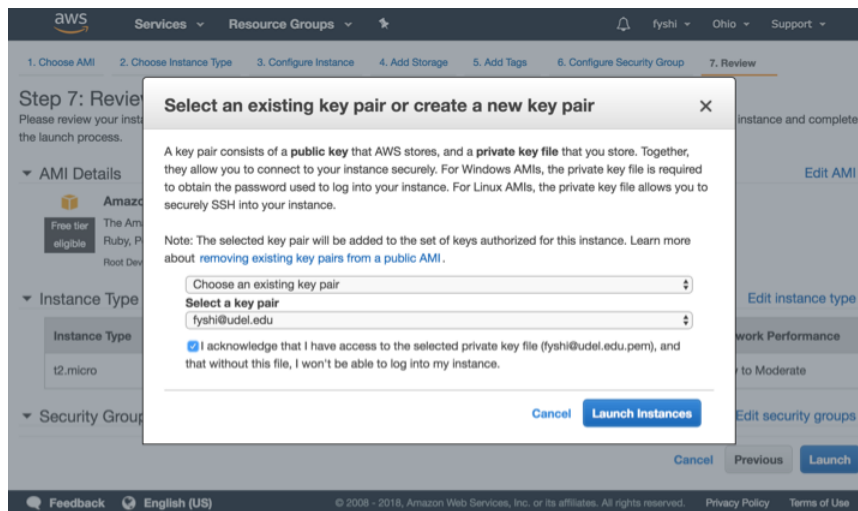 aws Services Resource Groups fyshi Ohio Support
1. Choose AMI 2. Choose Instance Type 3. Configure Instance 4. Add Storage 5. Add Tags 6. Configure Security Group 7. Review
Step 7: Review
Please review your instance and complete
the launch process.
AMI Details Edit AMI
Free tier
eligible
Root Dev
Instance Type Edit instance type
Instance Type
t2.micro to Moderate
Security Group Edit security groups
Select an existing key pair or create a new key pair
A key pair consists of a public key that AWS stores, and a private key file that you store. Together,
they allow you to connect to your instance securely. For Windows AMIs, the private key file is required
to obtain the password used to log into your instance. For Linux AMIs, the private key file allows you to
securely SSH into your instance.
Note: The selected key pair will be added to the set of keys authorized for this instance. Learn more
about removing existing key pairs from a public AMI.
Choose an existing key pair
Select a key pair
fyshi@udel.edu
I acknowledge that I have access to the selected private key file (fyshi@udel.edu.pem), and
that without this file, I won't be able to log into my instance.
Cancel Launch Instances
Cancel Previous Launch
Feedback English (US) © 2008 - 2018, Amazon Web Services, Inc. or its affiliates. All rights reserved. Privacy Policy Terms of Use